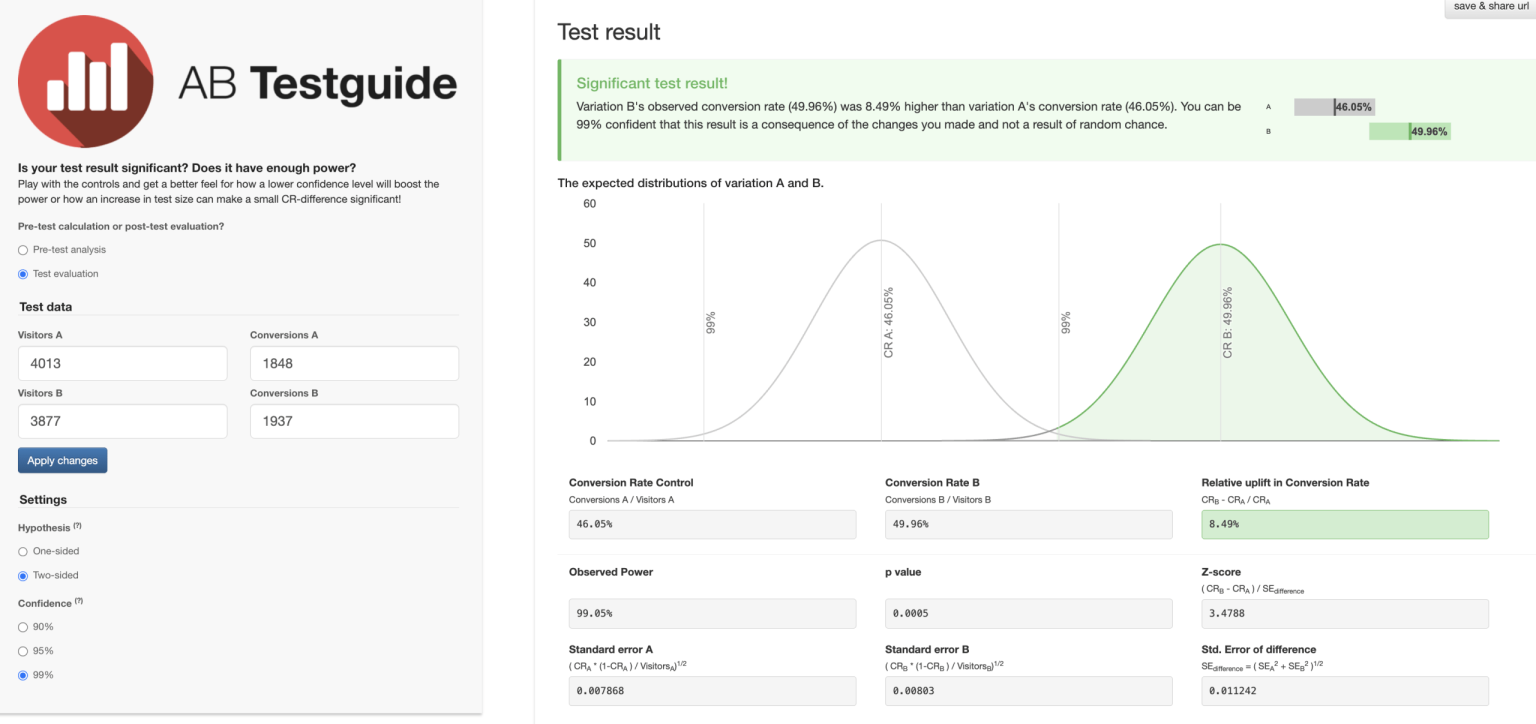 save & share url
AB Testguide
Is your test result significant? Does it have enough power?
Play with the controls and get a better feel for how a lower confidence level will boost the
power or how an increase in test size can make a small CR-difference significant!
Pre-test calculation or post-test evaluation?
Pre-test analysis
Test evaluation
Test data
Visitors A Conversions A
4013 1848
Visitors B Conversions B
3877 1937
Apply changes
Settings
Hypothesis (?)
One-sided
Two-sided
Confidence (?)
90%
95%
99%
Test result
Significant test result!
Variation B's observed conversion rate (49.96%) was 8.49% higher than variation A's conversion rate (46.05%). You can be
99% confident that this result is a consequence of the changes you made and not a result of random chance.
A 46.05%
B 49.96%
The expected distributions of variation A and B.
60
50
40
30
20
10
0
99%
CR A: 46.05%
99%
CR B: 49.96%
Conversion Rate Control Conversion Rate B Relative uplift in Conversion Rate
Conversions A / Visitors A Conversions B / Visitors B CRB - CRA / CRA
46.05% 49.96% 8.49%
Observed Power p value Z-score
( CRB - CRA ) / SEdifference
99.05% 0.0005 3.4788
Standard error A Standard error B Std. Error of difference
( CRA * (1-CRA ) / VisitorsA)1/2 ( CRB * (1-CRB ) / VisitorsB)1/2 SEdifference = ( SEA2 + SEB2 )1/2
0.007868 0.00803 0.011242